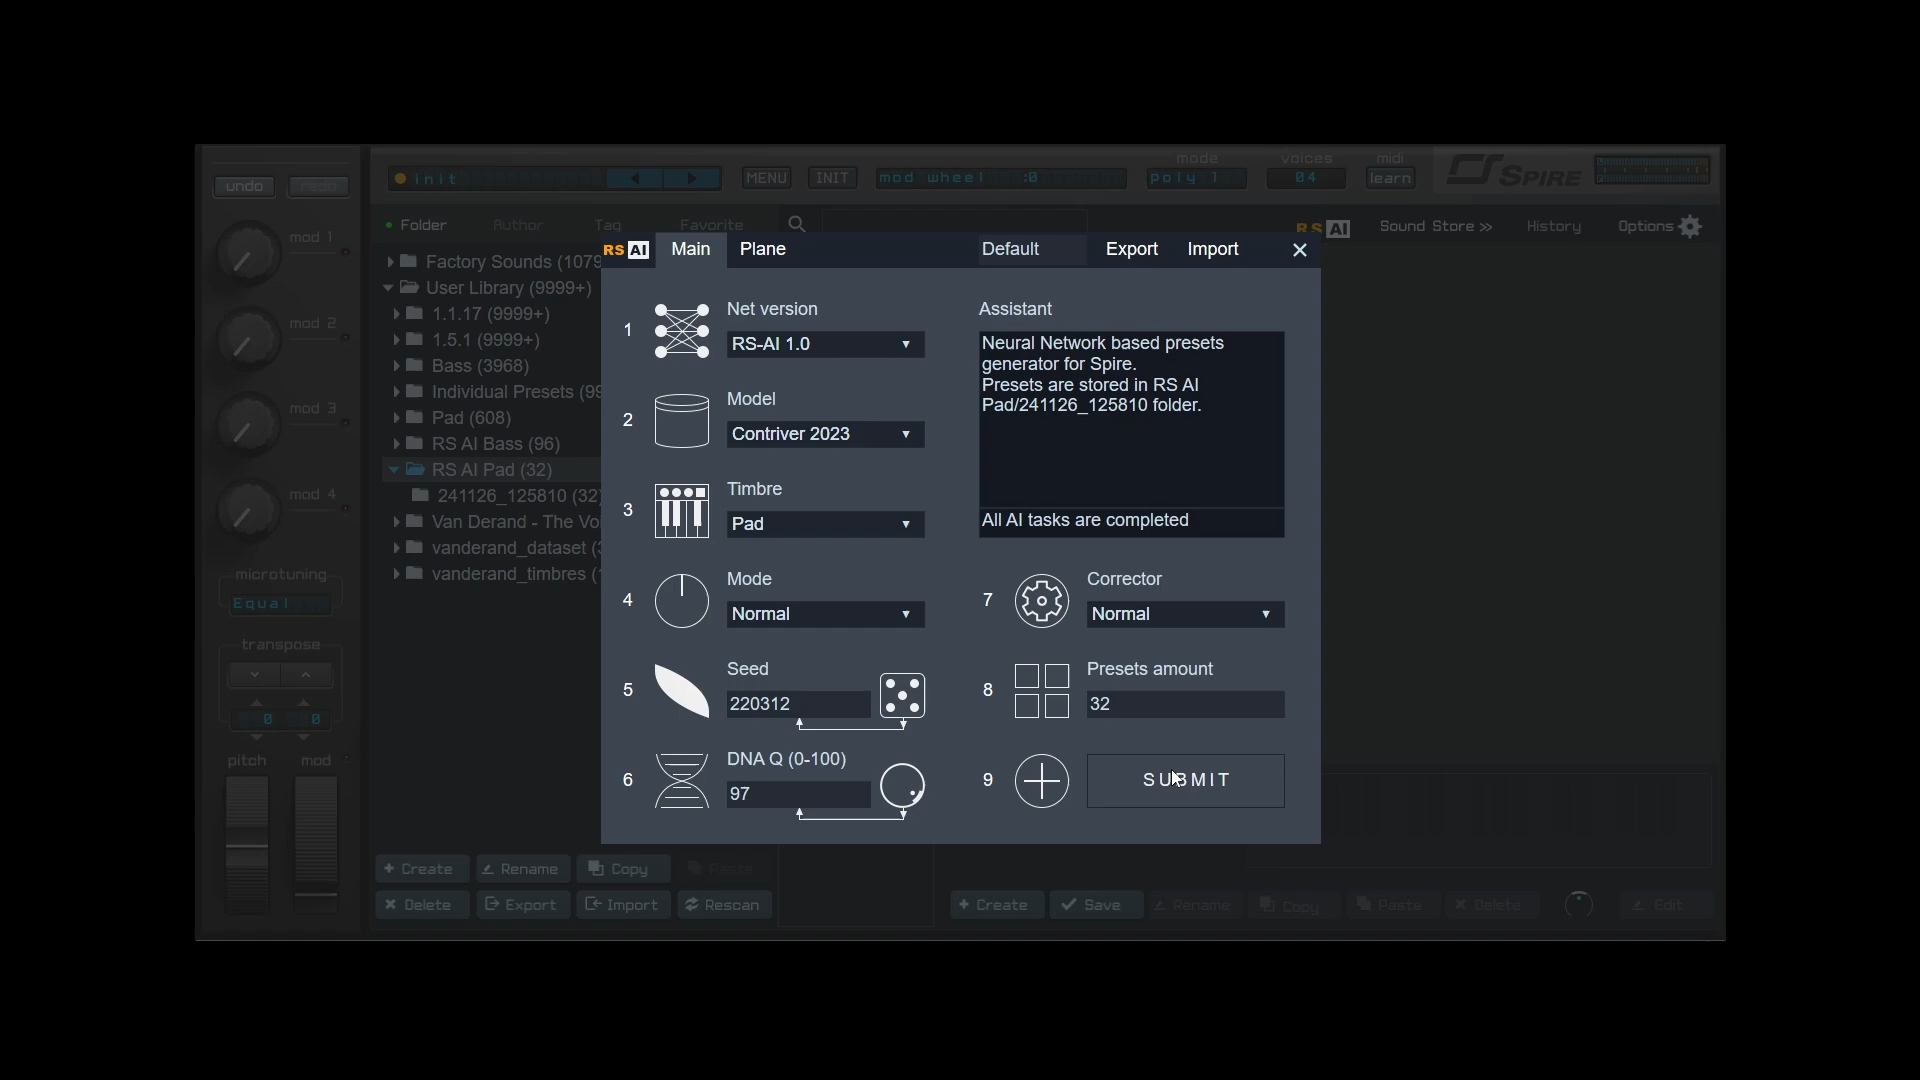 undo
redo
init
MENU
INIT
mod wheel :0
mode
poly 1
voices
04
midi
learn
SPIRE
mod 1
mod 2
mod 3
mod 4
microtuning
Equal
transpose
0
0
pitch
mod
Folder
Author
Tag
Favorite
RS AI
Sound Store >>
History
Options
Factory Sounds (1079
User Library (9999+)
1.1.17 (9999+)
1.5.1 (9999+)
Bass (3968)
Individual Presets (99
Pad (608)
RS AI Bass (96)
RS AI Pad (32)
241126_125810 (32)
Van Derand - The Vo
vanderand_dataset (
vanderand_timbres (
RS AI
Main
Plane
Default
Export
Import
1
Net version
RS-AI 1.0
2
Model
Contriver 2023
3
Timbre
Pad
4
Mode
Normal
5
Seed
220312
6
DNA Q (0-100)
97
Assistant
Neural Network based presets
generator for Spire.
Presets are stored in RS AI
Pad/241126_125810 folder.
All AI tasks are completed
7
Corrector
Normal
8
Presets amount
32
9
SUBMIT
+ Create
Rename
Copy
Paste
Delete
Export
Import
Rescan
+ Create
Save
Rename
Copy
Paste
Delete
Edit